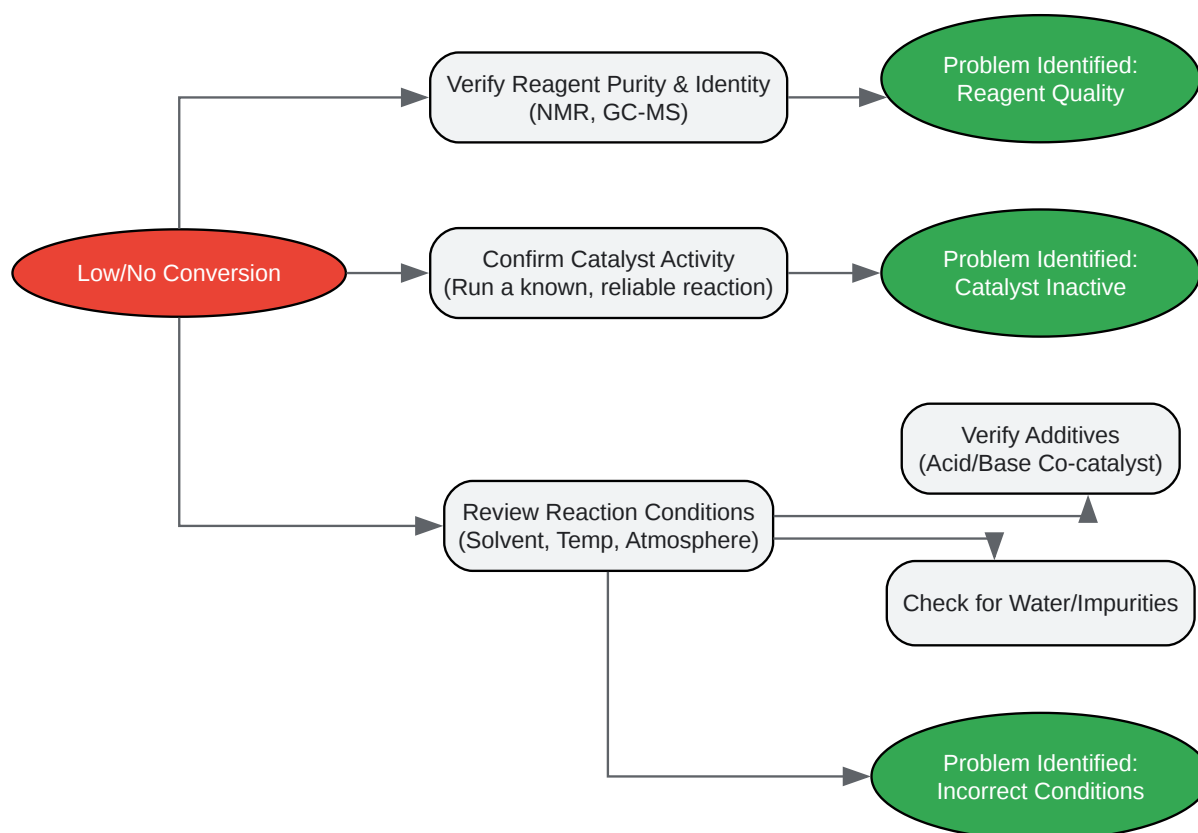 Verify Reagent Purity & Identity
(NMR, GC-MS)
Problem Identified:
Reagent Quality
Low/No Conversion
Confirm Catalyst Activity
(Run a known, reliable reaction)
Problem Identified:
Catalyst Inactive
Verify Additives
(Acid/Base Co-catalyst)
Review Reaction Conditions
(Solvent, Temp, Atmosphere)
Check for Water/Impurities
Problem Identified:
Incorrect Conditions